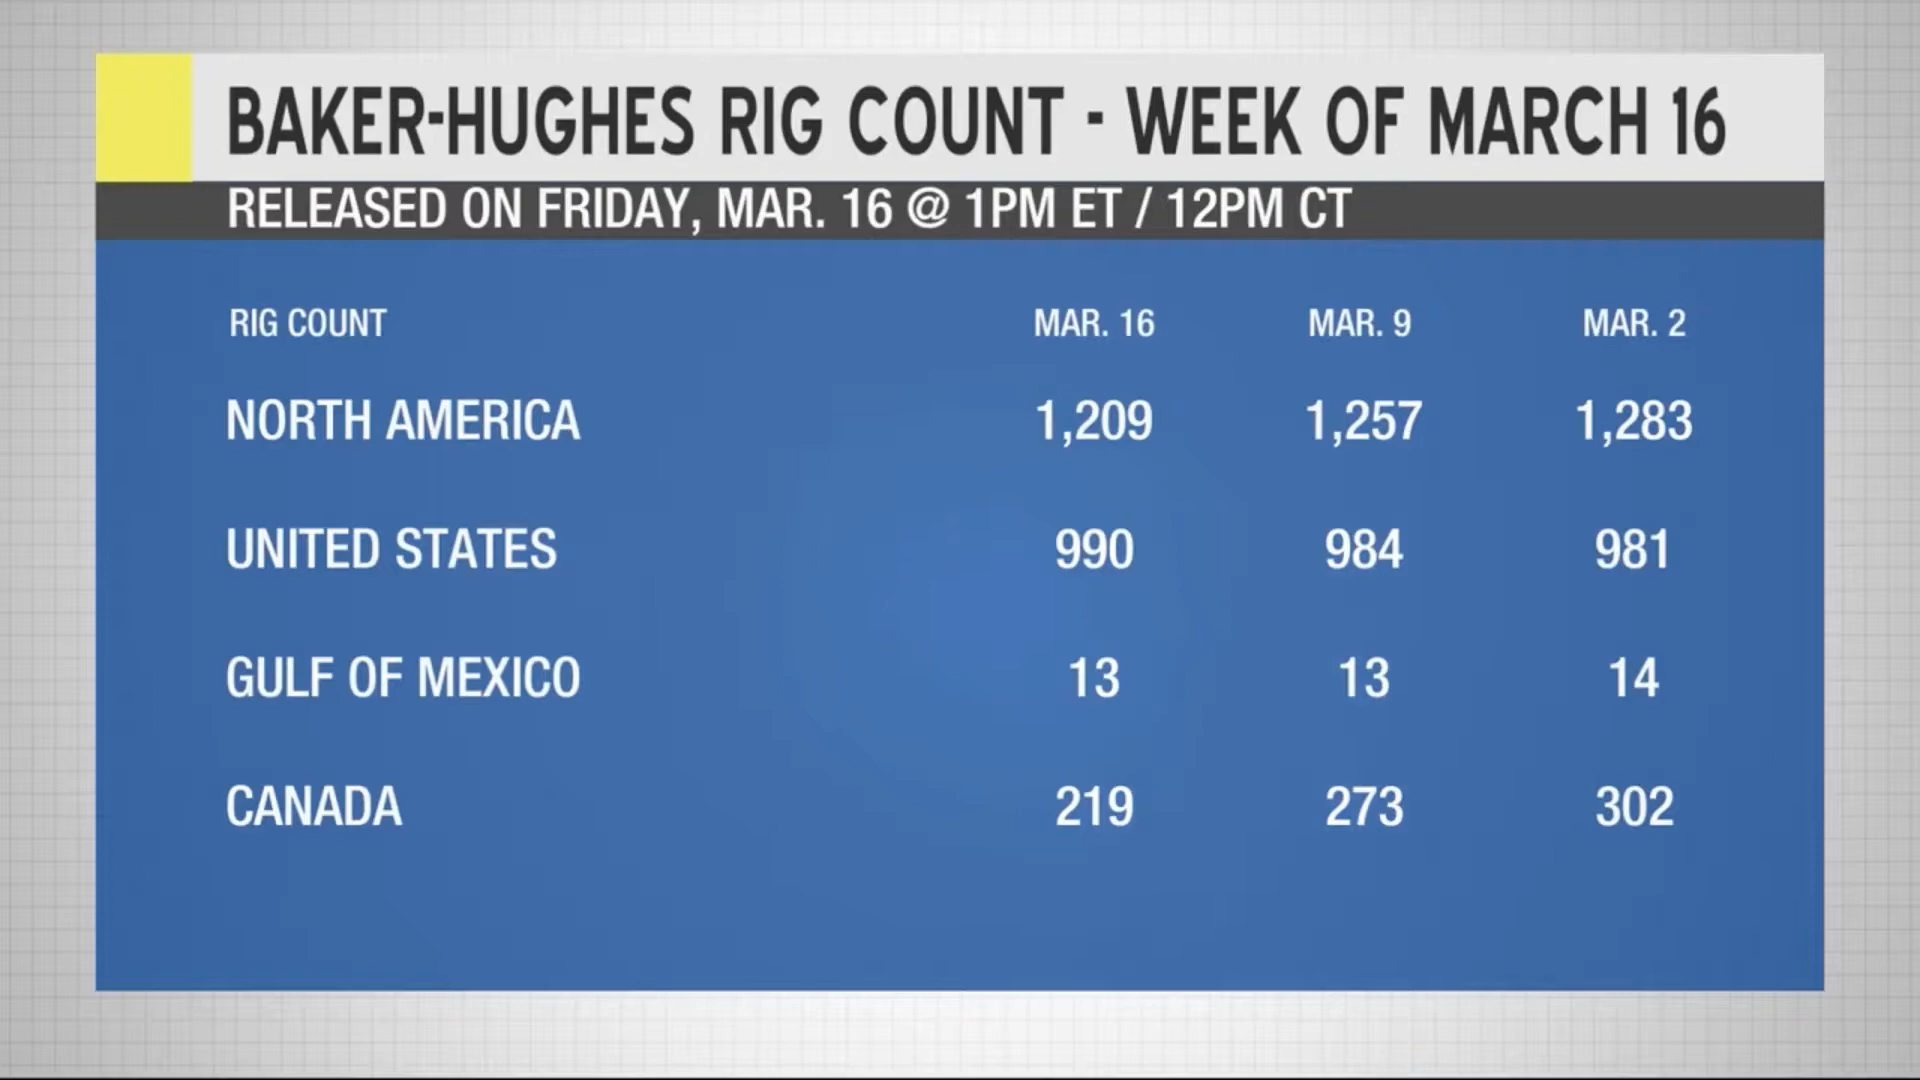 BAKER-HUGHES RIG COUNT - WEEK OF MARCH 16
RELEASED ON FRIDAY, MAR. 16 @ 1PM ET / 12PM CT
RIG COUNT MAR. 16 MAR. 9 MAR. 2
NORTH AMERICA 1,209 1,257 1,283
UNITED STATES 990 984 981
GULF OF MEXICO 13 13 14
CANADA 219 273 302